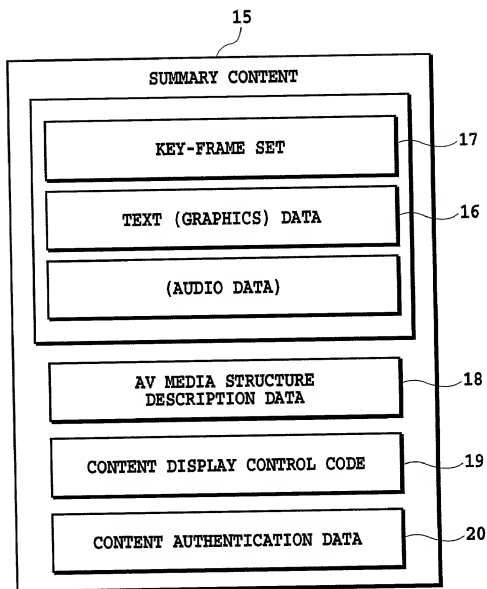 15
SUMMARY CONTENT
KEY-FRAME SET
17
TEXT (GRAPHICS) DATA
16
(AUDIO DATA)
AV MEDIA STRUCTURE
DESCRIPTION DATA
18
CONTENT DISPLAY CONTROL CODE
19
CONTENT AUTHENTICATION DATA
20